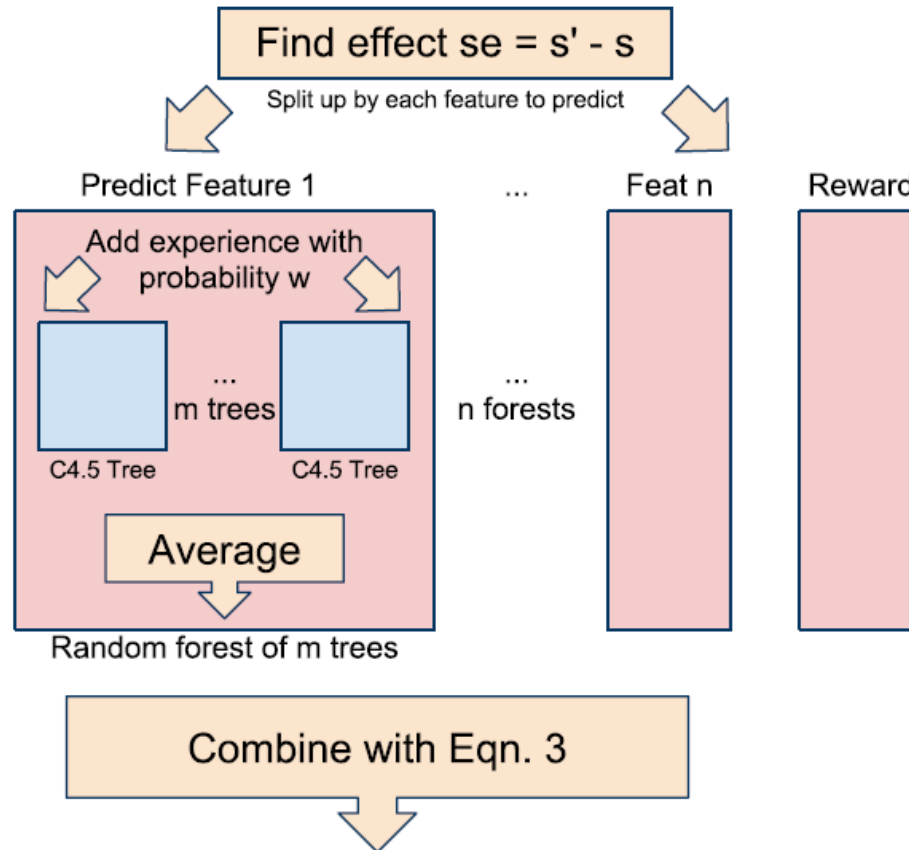 Find effect se = s' - s
Split up by each feature to predict
Predict Feature 1
...
Feat n
Reward
Add experience with
probability w
...
m trees
...
n forests
C4.5 Tree
C4.5 Tree
Average
Random forest of m trees
Combine with Eqn. 3